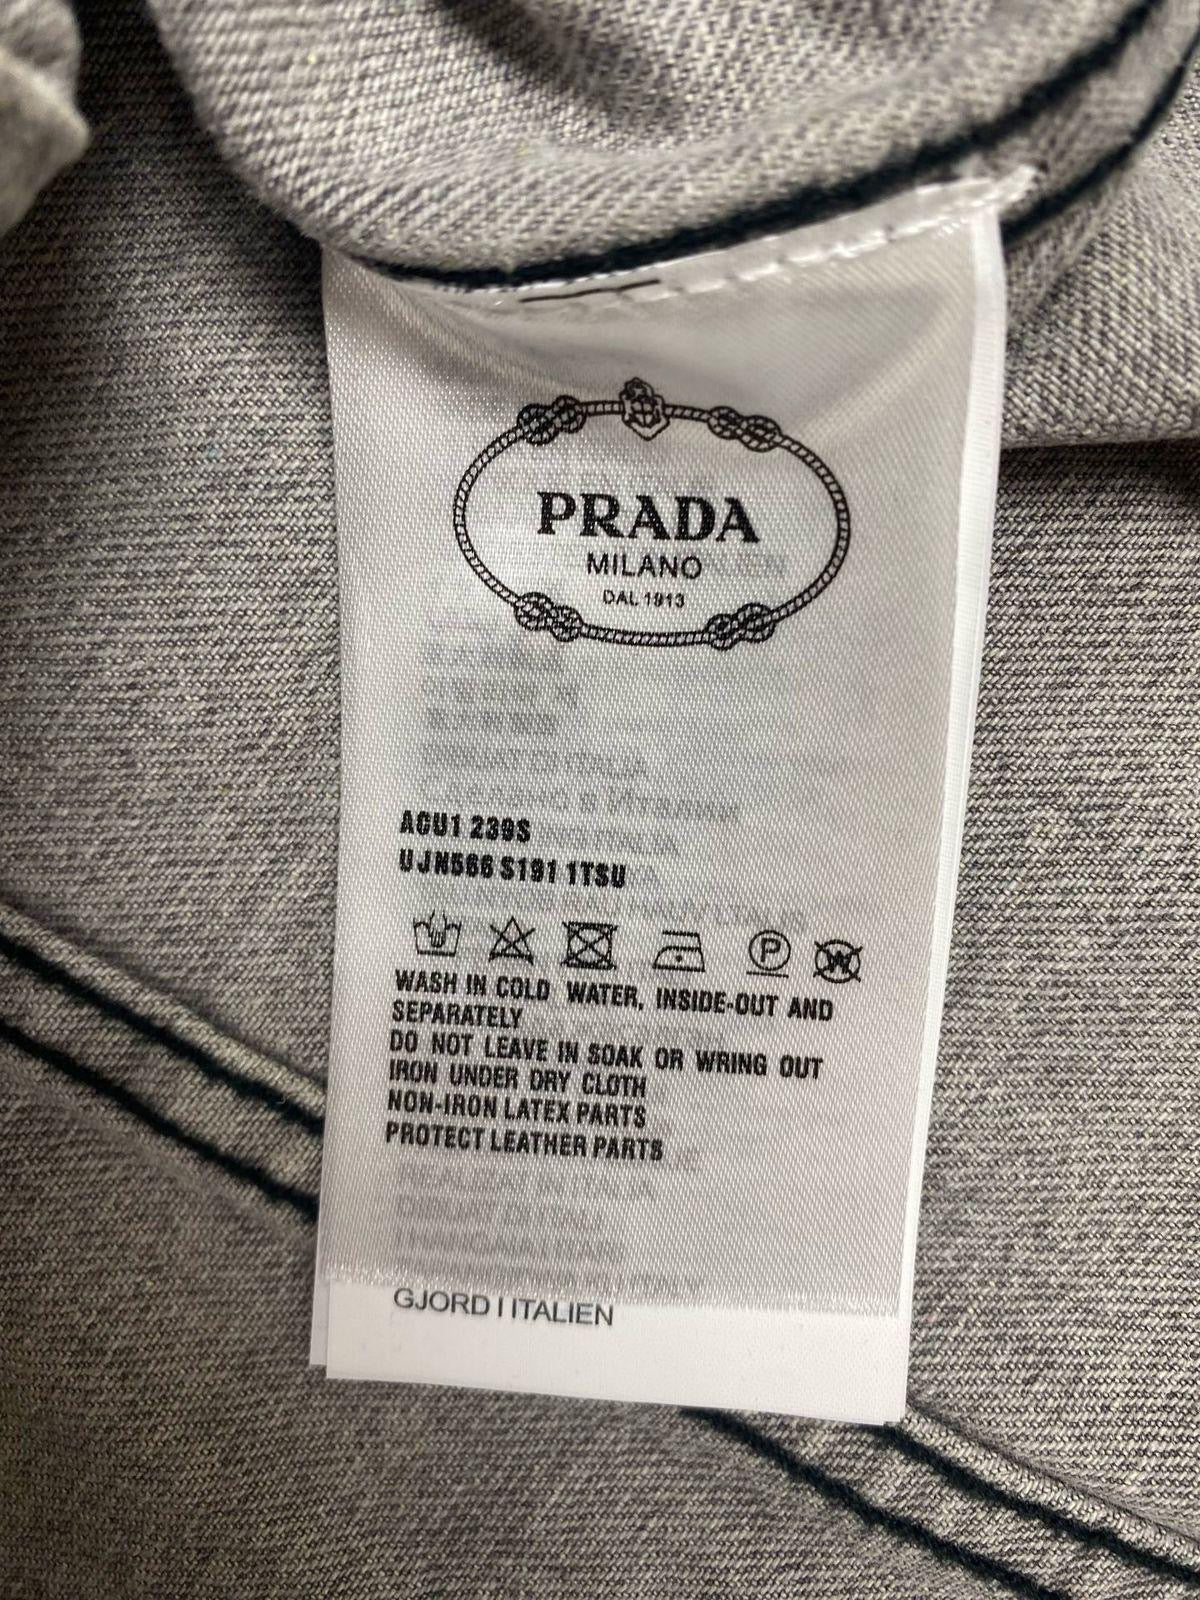 PRADA
MILANO
DAL 1913
ACU1 239S
UJN566 S191 1TSU
P
W
WASH IN COLD WATER, INSIDE-OUT AND
SEPARATELY
DO NOT LEAVE IN SOAK OR WRING OUT
IRON UNDER DRY CLOTH
NON-IRON LATEX PARTS
PROTECT LEATHER PARTS
GJORD I ITALIEN